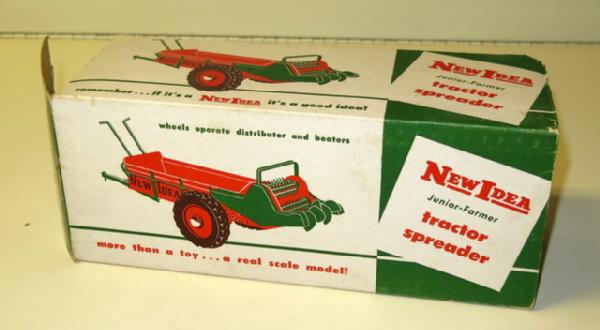 remember... if it's a New Idea it's a good idea!
New Idea
Junior-Farmer
tractor
spreader
wheels operate distributor and beaters
New Idea
more than a toy... a real scale model!
New Idea
Junior-Farmer
tractor
spreader